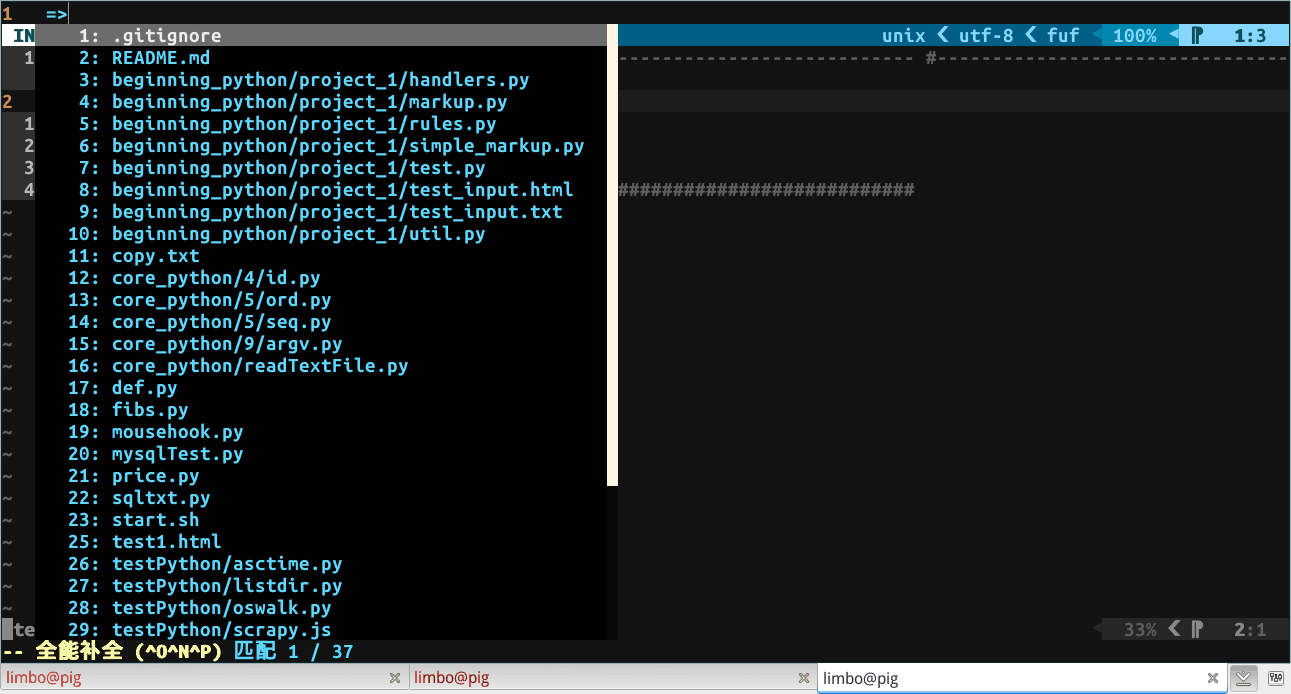 1 =>
IN 1: .gitignore unix utf-8 fuf 100% 1:3
1 2: README.md ---------------------------- #--------------------------------
3: beginning_python/project_1/handlers.py
2 4: beginning_python/project_1/markup.py
1 5: beginning_python/project_1/rules.py
2 6: beginning_python/project_1/simple_markup.py
3 7: beginning_python/project_1/test.py
4 8: beginning_python/project_1/test_input.html ###########################
~ 9: beginning_python/project_1/test_input.txt
~ 10: beginning_python/project_1/util.py
~ 11: copy.txt
~ 12: core_python/4/id.py
~ 13: core_python/5/ord.py
~ 14: core_python/5/seq.py
~ 15: core_python/9/argv.py
~ 16: core_python/readTextFile.py
~ 17: def.py
~ 18: fibs.py
~ 19: mousehook.py
~ 20: mysqlTest.py
~ 21: price.py
~ 22: sqltxt.py
~ 23: start.sh
~ 25: test1.html
~ 26: testPython/asctime.py
~ 27: testPython/listdir.py
~ 28: testPython/oswalk.py
te 29: testPython/scrapy.js 33% 2:1
-- 全能补全 (^O^N^P) 匹配 1 / 37
limbo@pig limbo@pig limbo@pig